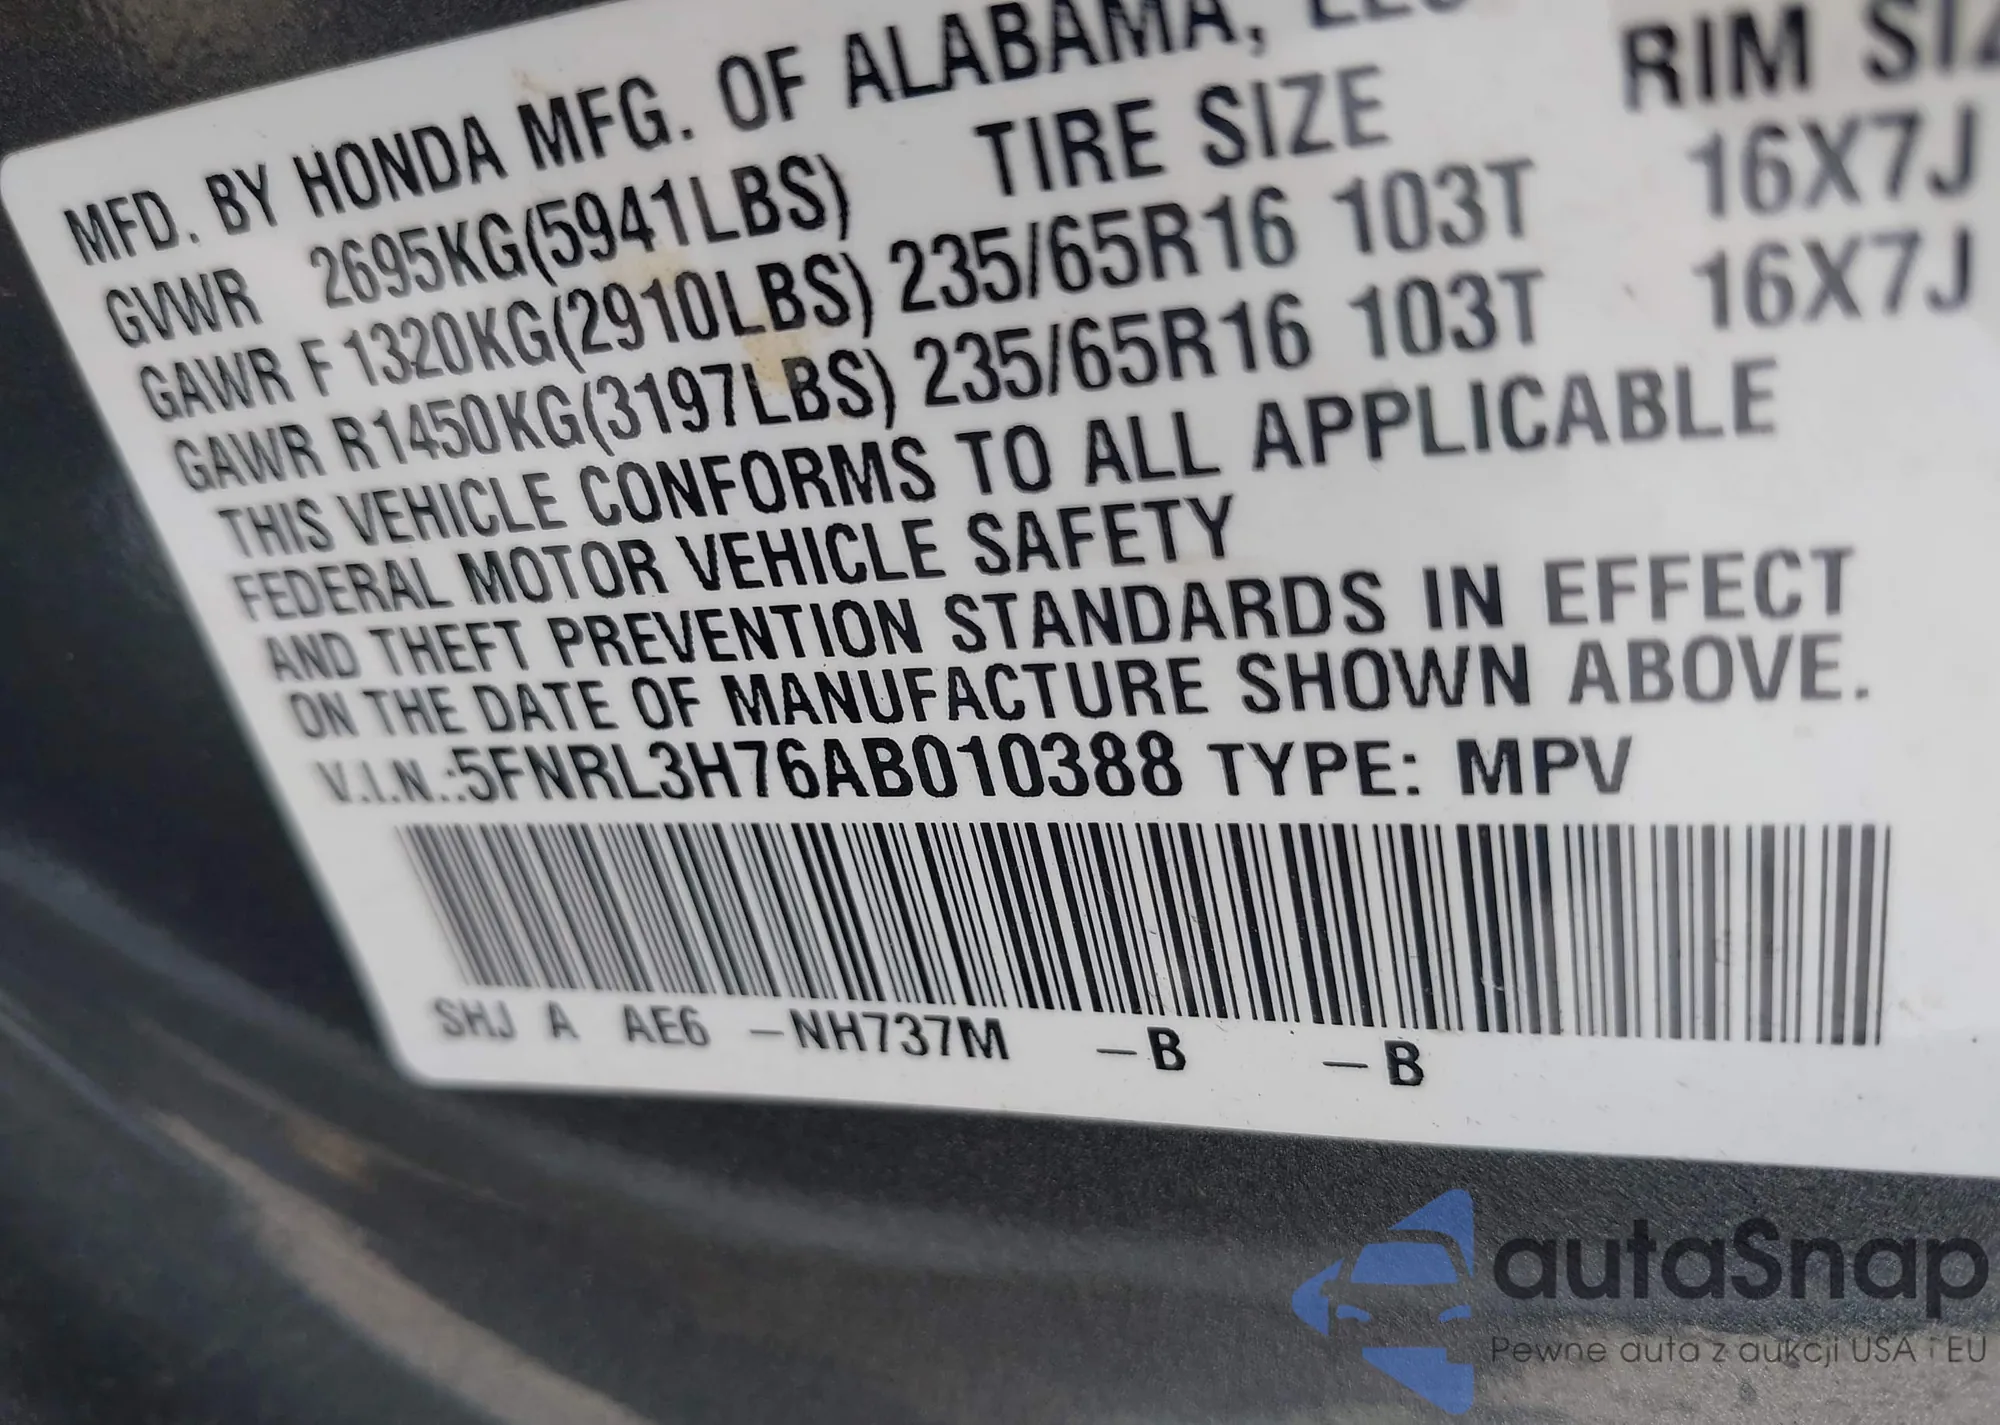 MFD. BY HONDA MFG. OF ALABAMA, LLC
GVWR 2695KG(5941LBS) TIRE SIZE RIM SIZ
GAWR F 1320KG(2910LBS) 235/65R16 103T 16X7J
GAWR R1450KG(3197LBS) 235/65R16 103T 16X7J
THIS VEHICLE CONFORMS TO ALL APPLICABLE
FEDERAL MOTOR VEHICLE SAFETY
AND THEFT PREVENTION STANDARDS IN EFFECT
ON THE DATE OF MANUFACTURE SHOWN ABOVE.
V.I.N.:5FNRL3H76AB010388 TYPE: MPV
SHJ A AE6 –NH737M –B –B
autaSnap
Pewne auta z aukcji USA i EU